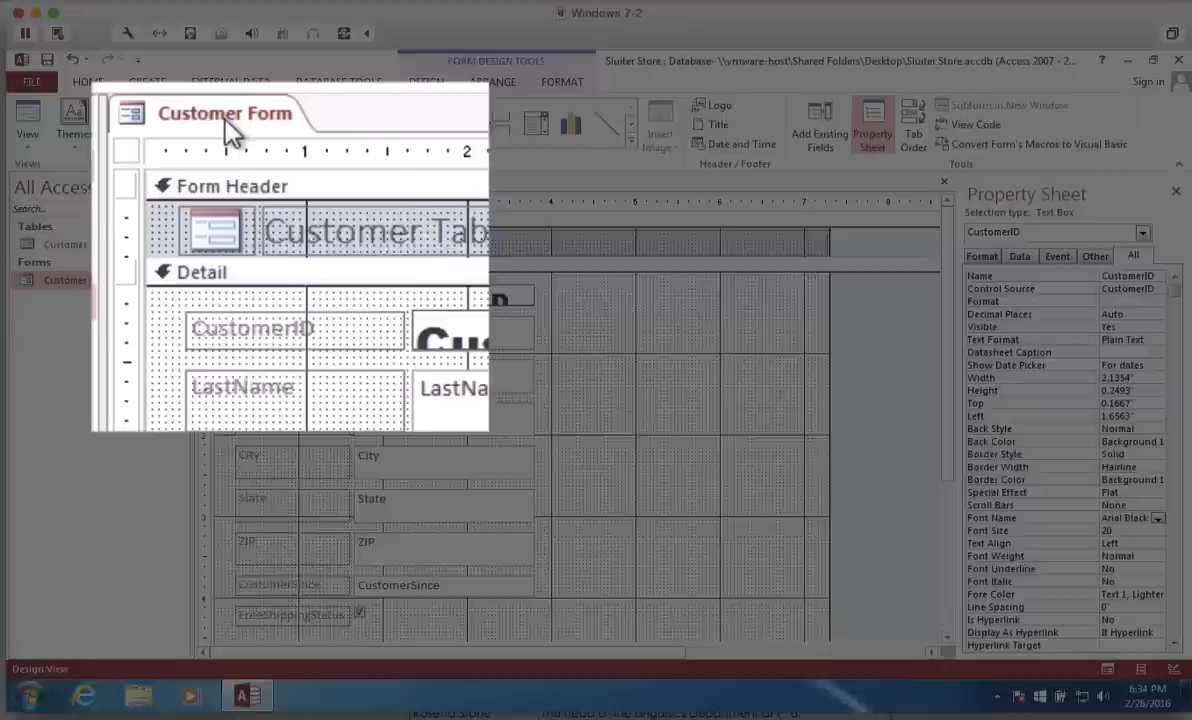 Windows 7-2
FORM DESIGN TOOLS
Sluiter Store : Database- \\vmware-host\Shared Folders\Desktop\Sluiter Store.accdb (Access 2007 - 2...
?
Sign in
FILE
HOME
CREATE
EXTERNAL DATA
DATABASE TOOLS
DESIGN
ARRANGE
FORMAT
View
Themes
Views
Insert
Image
Logo
Title
Date and Time
Header / Footer
Add Existing
Fields
Property
Sheet
Tab
Order
Subform in New Window
View Code
Convert Form's Macros to Visual Basic
Tools
All Access
Search...
Tables
Customer
Forms
Customer
Customer Form
1
2
4
5
6
7
8
Form Header
Customer Tab
Detail
CustomerID
Cus
LastName
LastNa
City
City
State
State
3
ZIP
ZIP
CustomerSince
CustomerSince
4
FreeShippingStatus
Property Sheet
Selection type: Text Box
CustomerID
Format
Data
Event
Other
All
Name CustomerID
Control Source CustomerID
Format
Decimal Places Auto
Visible Yes
Text Format Plain Text
Datasheet Caption
Show Date Picker For dates
Width 2.1354"
Height 0.2493"
Top 0.1667"
Left 1.6563"
Back Style Normal
Back Color Background 1
Border Style Solid
Border Width Hairline
Border Color Background 1
Special Effect Flat
Scroll Bars None
Font Name Arial Black
Font Size 20
Text Align Left
Font Weight Normal
Font Underline No
Font Italic No
Fore Color Text 1, Lighter
Line Spacing 0"
Is Hyperlink No
Display As Hyperlink If Hyperlink
Hyperlink Target
Design View
6:34 PM
2/26/2016